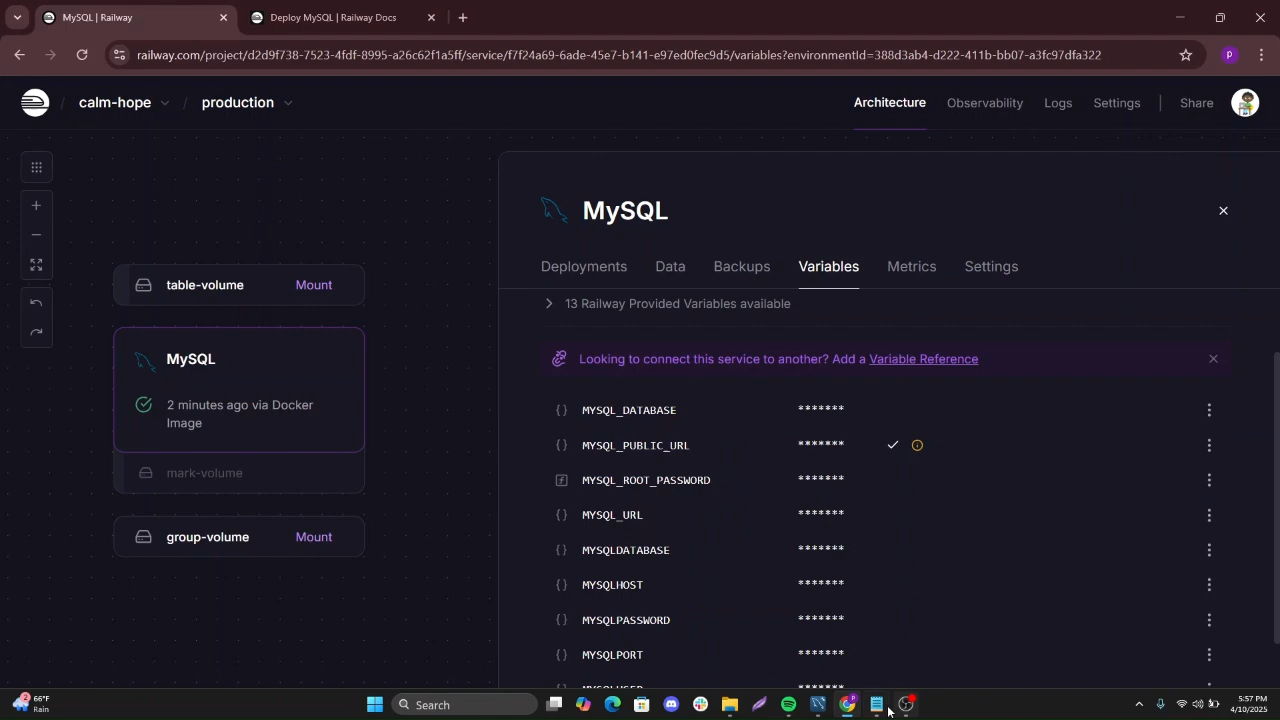 MySQL | Railway
Deploy MySQL | Railway Docs
railway.com/project/d2d9f738-7523-4fdf-8995-a26c62f1a5ff/service/f7f24a69-6ade-45e7-b141-e97ed0fec9d5/variables?environmentId=388d3ab4-d222-411b-bb07-a3fc97dfa322
P
/ calm-hope / production
Architecture Observability Logs Settings Share
MySQL
Deployments Data Backups Variables Metrics Settings
table-volume Mount
13 Railway Provided Variables available
MySQL
Looking to connect this service to another? Add a Variable Reference
2 minutes ago via Docker
Image
mark-volume
group-volume Mount
{} MYSQL_DATABASE *******
{} MYSQL_PUBLIC_URL *******
MYSQL_ROOT_PASSWORD *******
{} MYSQL_URL *******
{} MYSQLDATABASE *******
{} MYSQLHOST *******
{} MYSQLPASSWORD *******
{} MYSQLPORT *******
2
66°F
Rain
Search
P
5:57 PM
4/10/2025